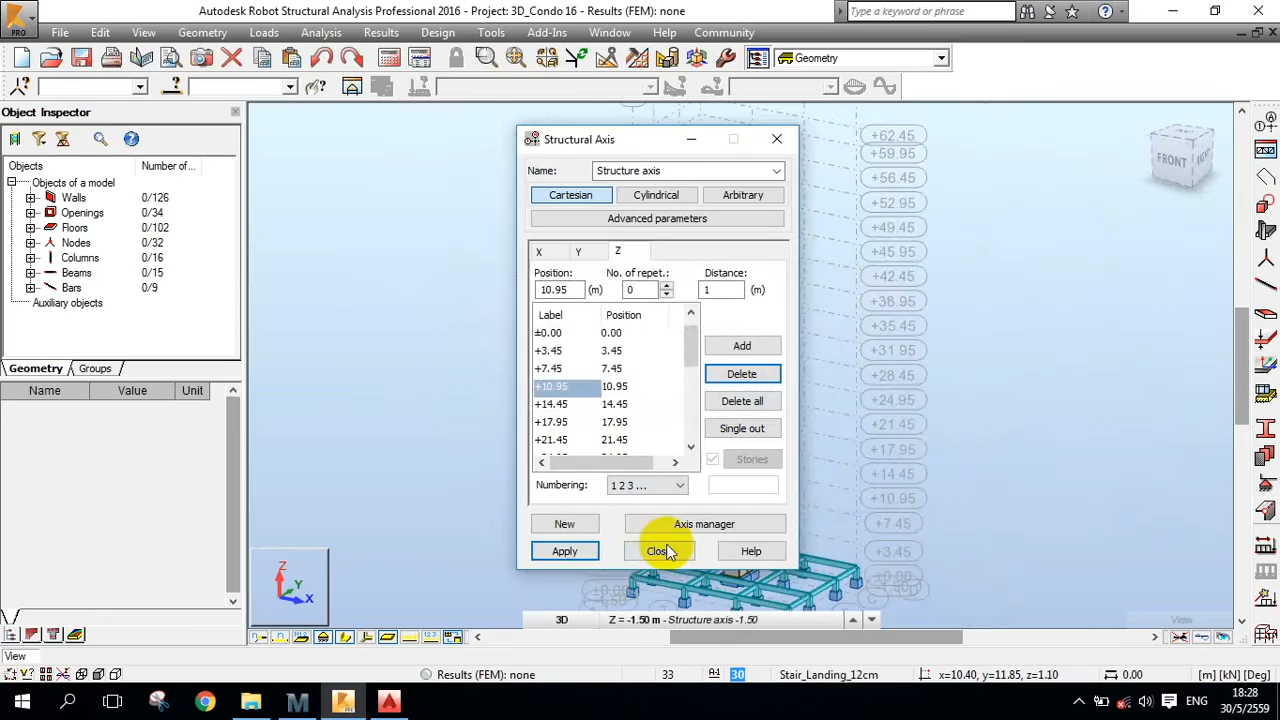 Autodesk Robot Structural Analysis Professional 2016 - Project: 3D_Condo 16 - Results (FEM): none
Type a keyword or phrase
PRO
File Edit View Geometry Loads Analysis Results Design Tools Add-Ins Window Help Community
Geometry
Object Inspector
Objects Number of...
Objects of a model
Walls 0/126
Openings 0/34
Floors 0/102
Nodes 0/32
Columns 0/16
Beams 0/15
Bars 0/9
Auxiliary objects
Geometry Groups
Name Value Unit
Structural Axis
Name: Structure axis
Cartesian Cylindrical Arbitrary
Advanced parameters
X Y Z
Position: No. of repet.: Distance:
10.95 (m) 0 1 (m)
Label Position
±0.00 0.00
+3.45 3.45
+7.45 7.45
+10.95 10.95
+14.45 14.45
+17.95 17.95
+21.45 21.45
Add
Delete
Delete all
Single out
Stories
Numbering: 1 2 3 ...
New Axis manager
Apply Close Help
+62.45
+59.95
+56.45
+52.95
+49.45
+45.95
+42.45
+38.95
+35.45
+31.95
+28.45
+24.95
+21.45
+17.95
+14.45
+10.95
+7.45
+3.45
±0.00
-1.50
FRONT
Z
Y
X
3D Z = -1.50 m - Structure axis -1.50
View
View
Results (FEM): none 33 30 Stair_Landing_12cm x=10.40, y=11.85, z=1.10 0.00 [m] [kN] [Deg]
ENG
18:28
30/5/2559